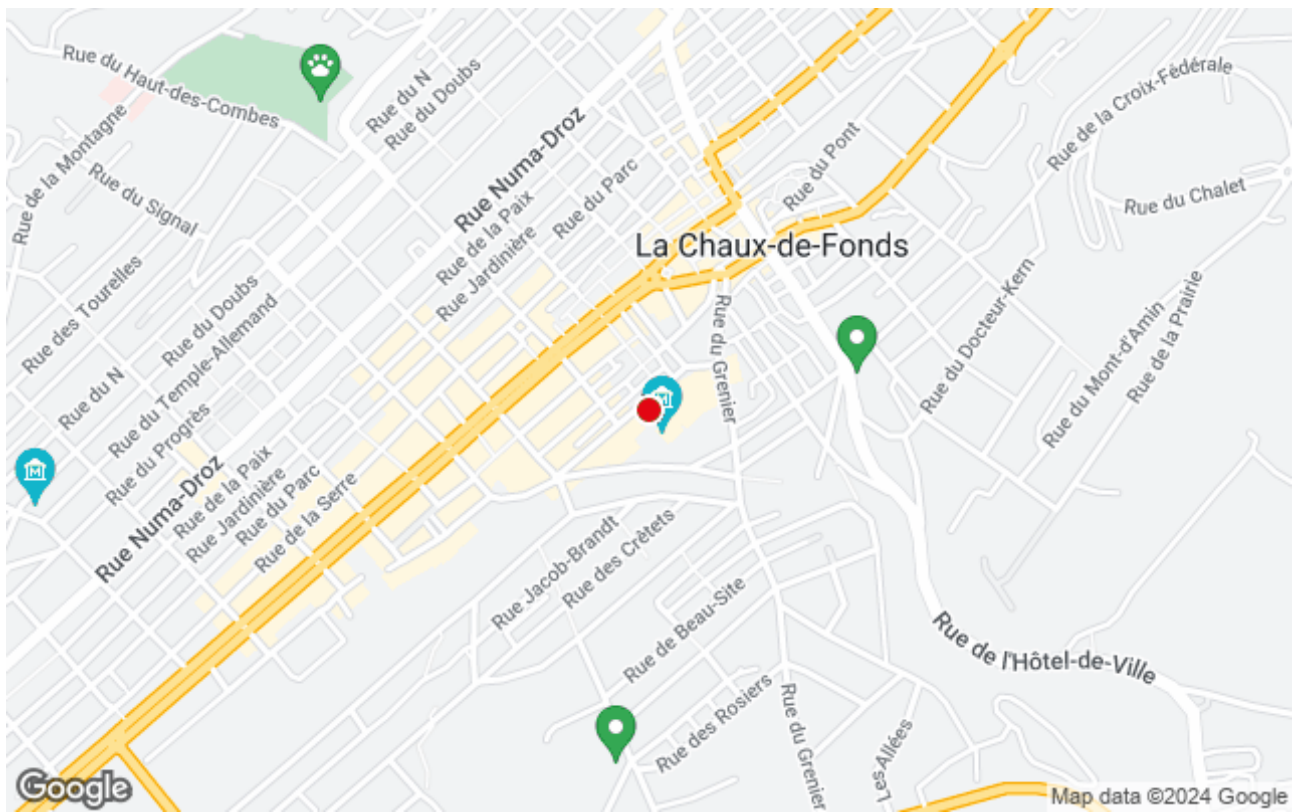 Rue du Haut-des-Combes
Rue du N
Rue du Doubs
Rue de la Montagne
Rue du Signal
Rue Numa-Droz
Rue du Parc
Rue de la Paix
Rue Jardinière
Rue du Pont
Rue de la Croix-Fédérale
Rue du Chalet
La Chaux-de-Fonds
Rue des Tourelles
Rue du Doubs
Rue du Temple-Allemand
Rue du N
Rue du Progrès
Rue du Grenier
Rue du Docteur-Kern
Rue du Mont-d'Amin
Rue de la Prairie
M
M
Rue Numa-Droz
Rue de la Paix
Rue Jardinière
Rue du Parc
Rue de la Serre
Rue Jacob-Brandt
Rue des Crêtets
Rue de Beau-Site
Rue de l'Hôtel-de-Ville
Rue des Rosiers
Rue du Grenier
Les-Allées
Google
Map data ©2024 Google